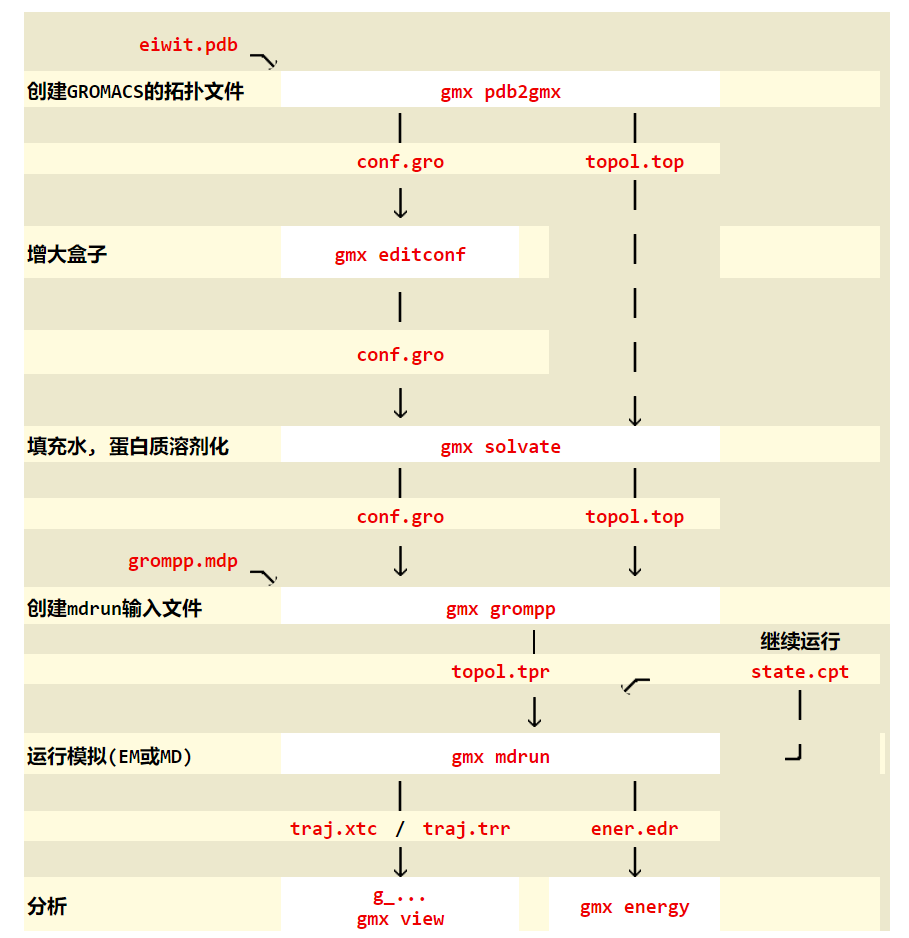 eiwit.pdb
创建GROMACS的拓扑文件 gmx pdb2gmx
conf.gro topol.top
增大盒子 gmx editconf
conf.gro
填充水, 蛋白质溶剂化 gmx solvate
conf.gro topol.top
grompp.mdp
创建mdrun输入文件 gmx grompp
继续运行
topol.tpr state.cpt
运行模拟(EM或MD) gmx mdrun
traj.xtc / traj.trr ener.edr
分析 g_... gmx energy
gmx view